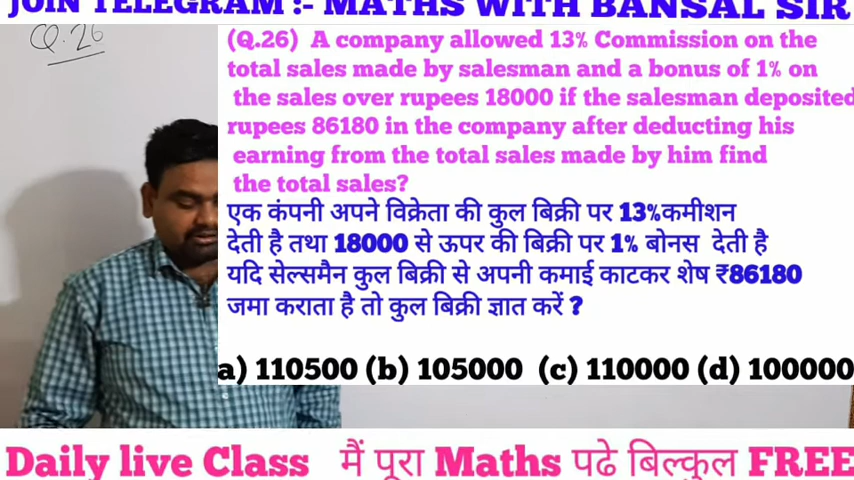 JOIN TELEGRAM :- MATHS WITH BANSAL SIR
Q.26
(Q.26) A company allowed 13% Commission on the
total sales made by salesman and a bonus of 1% on
the sales over rupees 18000 if the salesman deposited
rupees 86180 in the company after deducting his
earning from the total sales made by him find
the total sales?
एक कंपनी अपने विक्रेता की कुल बिक्री पर 13%कमीशन
देती है तथा 18000 से ऊपर की बिक्री पर 1% बोनस देती है
यदि सेल्समैन कुल बिक्री से अपनी कमाई काटकर शेष ₹86180
जमा कराता है तो कुल बिक्री ज्ञात करें ?
a) 110500 (b) 105000 (c) 110000 (d) 100000
Daily live Class मैं पूरा Maths पढे बिल्कुल FREE